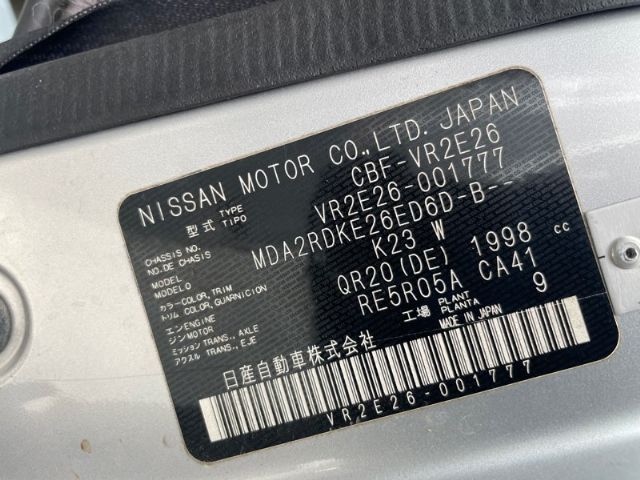 NISSAN MOTOR CO.,LTD. JAPAN
型式 TYPE TIPO CBF-VR2E26
CHASSIS NO. NO.DE CHASIS VR2E26-001777
MODEL MODELO MDA2RDKE26ED6D-B--
カラー COLOR, TRIM トリム COLOR, GUARNICION K23 W
エンジン ENGINE ジン MOTOR QR20(DE) 1998 cc
ミッション TRANS., AXLE アクスル TRANS., EJE RE5R05A CA41
工場 PLANT PLANTA 9
日産自動車株式会社 MADE IN JAPAN
VR2E26-001777